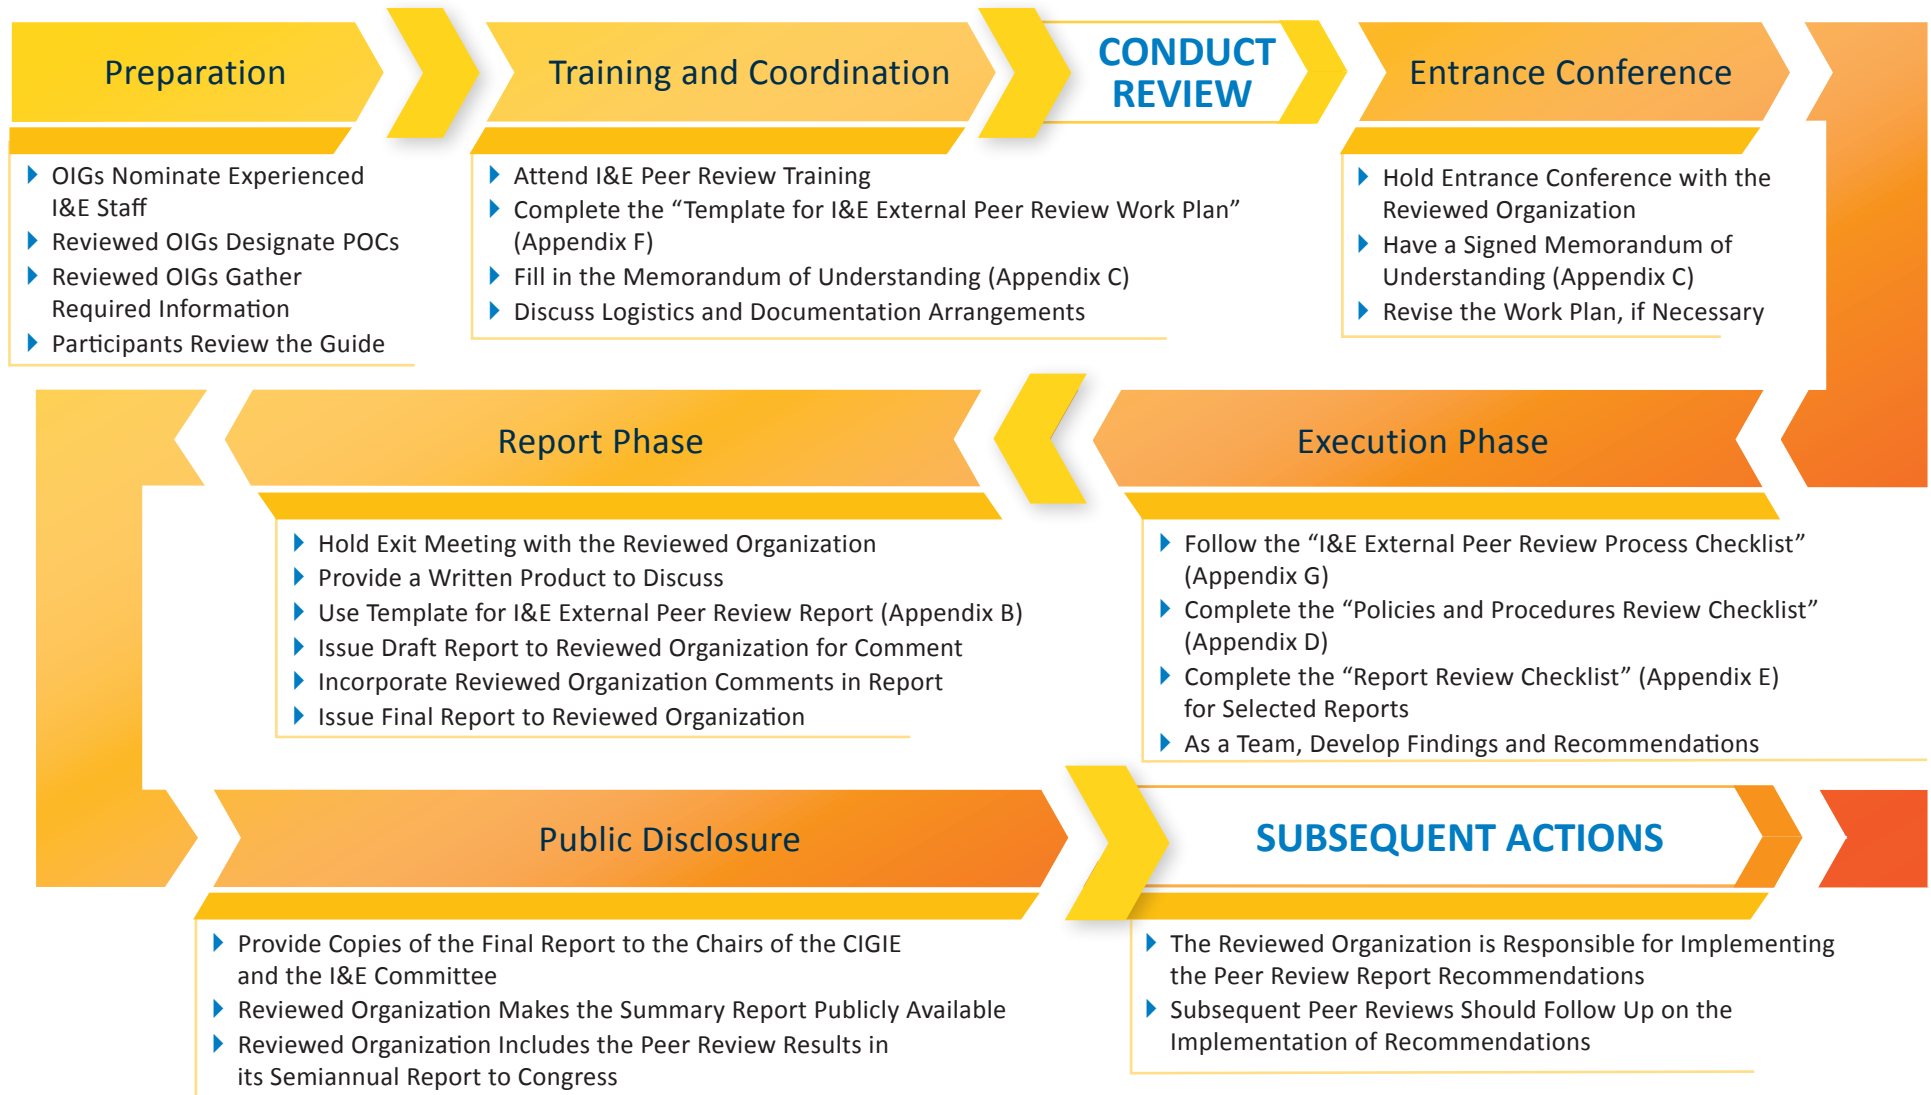 Preparation
OIGs Nominate Experienced
I&E Staff
Reviewed OIGs Designate POCs
Reviewed OIGs Gather
Required Information
Participants Review the Guide
Training and Coordination
Attend I&E Peer Review Training
Complete the “Template for I&E External Peer Review Work Plan”
(Appendix F)
Fill in the Memorandum of Understanding (Appendix C)
Discuss Logistics and Documentation Arrangements
CONDUCT
REVIEW
Entrance Conference
Hold Entrance Conference with the
Reviewed Organization
Have a Signed Memorandum of
Understanding (Appendix C)
Revise the Work Plan, if Necessary
Execution Phase
Follow the “I&E External Peer Review Process Checklist”
(Appendix G)
Complete the “Policies and Procedures Review Checklist”
(Appendix D)
Complete the “Report Review Checklist” (Appendix E)
for Selected Reports
As a Team, Develop Findings and Recommendations
Report Phase
Hold Exit Meeting with the Reviewed Organization
Provide a Written Product to Discuss
Use Template for I&E External Peer Review Report (Appendix B)
Issue Draft Report to Reviewed Organization for Comment
Incorporate Reviewed Organization Comments in Report
Issue Final Report to Reviewed Organization
Public Disclosure
Provide Copies of the Final Report to the Chairs of the CIGIE
and the I&E Committee
Reviewed Organization Makes the Summary Report Publicly Available
Reviewed Organization Includes the Peer Review Results in
its Semiannual Report to Congress
SUBSEQUENT ACTIONS
The Reviewed Organization is Responsible for Implementing
the Peer Review Report Recommendations
Subsequent Peer Reviews Should Follow Up on the
Implementation of Recommendations